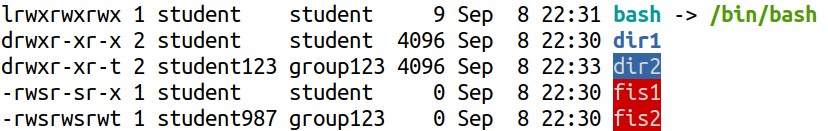 lrwxrwxrwx 1 student    student     9 Sep  8 22:31 bash -> /bin/bash
drwxr-xr-x 2 student    student  4096 Sep  8 22:30 dir1
drwxr-xr-t 2 student123 group123 4096 Sep  8 22:33 dir2
-rwsr-sr-x 1 student    student     0 Sep  8 22:30 fis1
-rwsrwsrwt 1 student987 group123    0 Sep  8 22:30 fis2